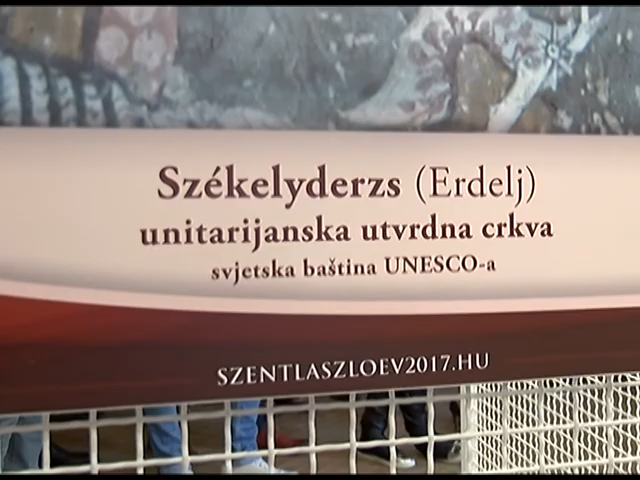 Székelyderzs (Erdelj)
unitarijanska utvrdna crkva
svjetska baština UNESCO-a
SZENTLASZLOEV2017.HU